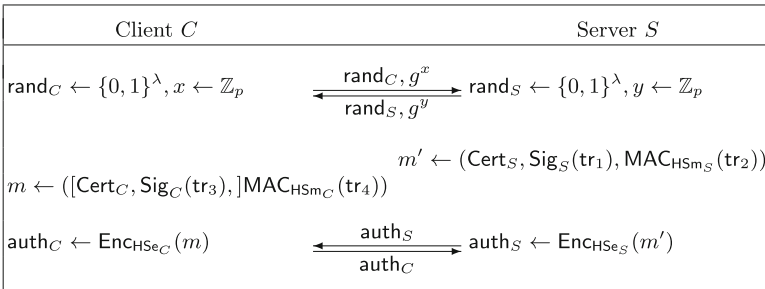 Client C Server S
rand_C ← {0, 1}^λ, x ← ℤ_p rand_C, g^x rand_S ← {0, 1}^λ, y ← ℤ_p
rand_S, g^y
m′ ← (Cert_S, Sig_S(tr_1), MAC_{HSm_S}(tr_2))
m ← ([Cert_C, Sig_C(tr_3), ]MAC_{HSm_C}(tr_4))
auth_C ← Enc_{HSe_C}(m) auth_S auth_S ← Enc_{HSe_S}(m′)
auth_C